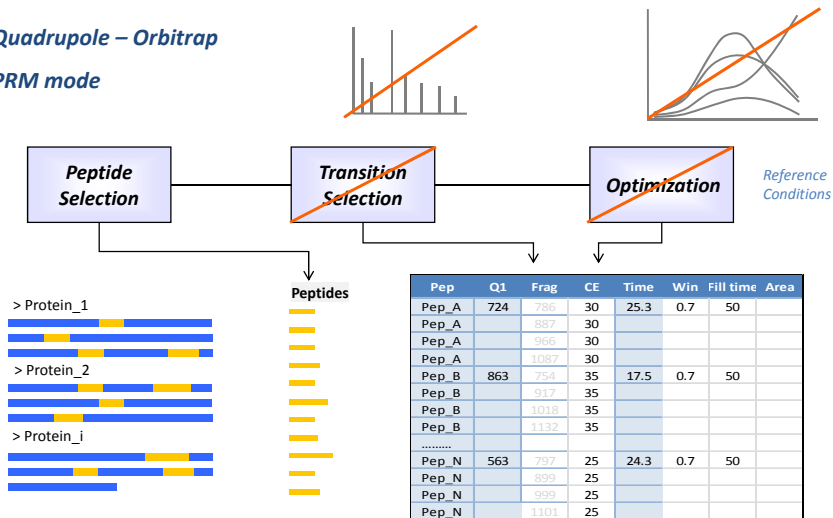 Quadrupole – Orbitrap
PRM mode
Peptide Selection
Transition Selection
Optimization
Reference Conditions
Peptides
> Protein_1
> Protein_2
> Protein_i
Pep Q1 Frag CE Time Win Fill time Area
Pep_A 724 786 30 25.3 0.7 50
Pep_A 887 30
Pep_A 966 30
Pep_A 1087 30
Pep_B 863 754 35 17.5 0.7 50
Pep_B 917 35
Pep_B 1018 35
Pep_B 1132 35
.........
Pep_N 563 797 25 24.3 0.7 50
Pep_N 899 25
Pep_N 999 25
Pep_N 1101 25